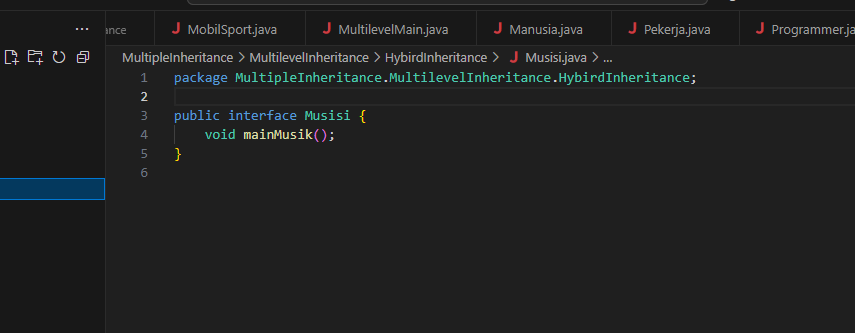 ance MobilSport.java MultilevelMain.java Manusia.java Pekerja.java Programmer.java
MultipleInheritance > MultilevelInheritance > HybirdInheritance > Musisi.java > ...
1 package MultipleInheritance.MultilevelInheritance.HybirdInheritance;
2
3 public interface Musisi {
4 void mainMusik();
5 }
6